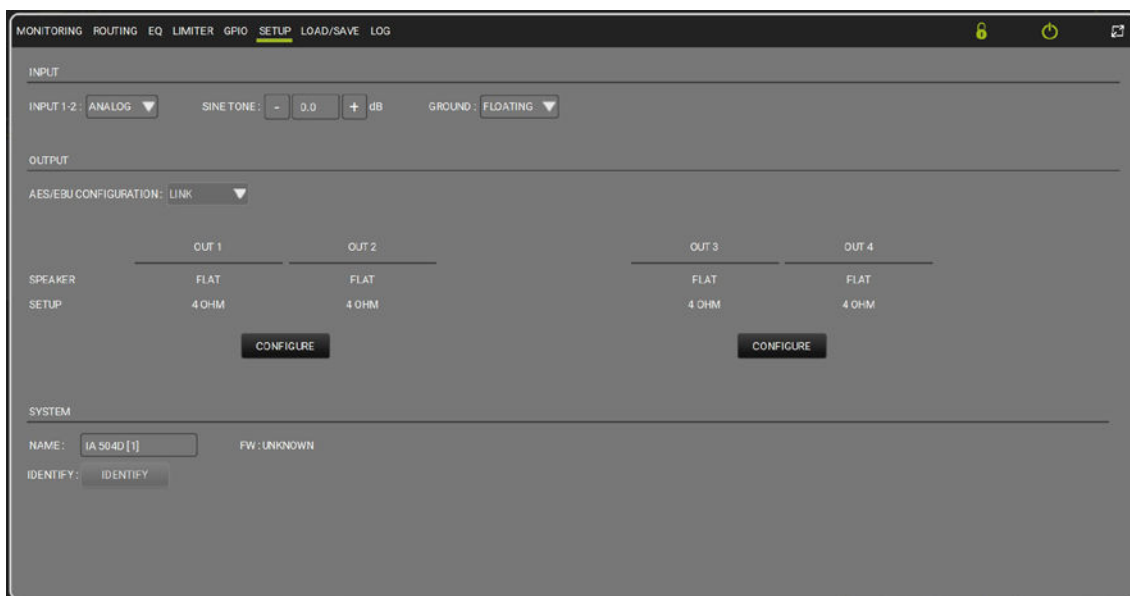 MONITORING ROUTING EQ LIMITER GPIO SETUP LOAD/SAVE LOG
INPUT
INPUT 1-2 : ANALOG SINE TONE : - 0.0 + dB GROUND : FLOATING
OUTPUT
AES/EBU CONFIGURATION : LINK
OUT 1 OUT 2 OUT 3 OUT 4
SPEAKER FLAT FLAT FLAT FLAT
SETUP 4 OHM 4 OHM 4 OHM 4 OHM
CONFIGURE CONFIGURE
SYSTEM
NAME : IA 504D [1] FW : UNKNOWN
IDENTIFY : IDENTIFY